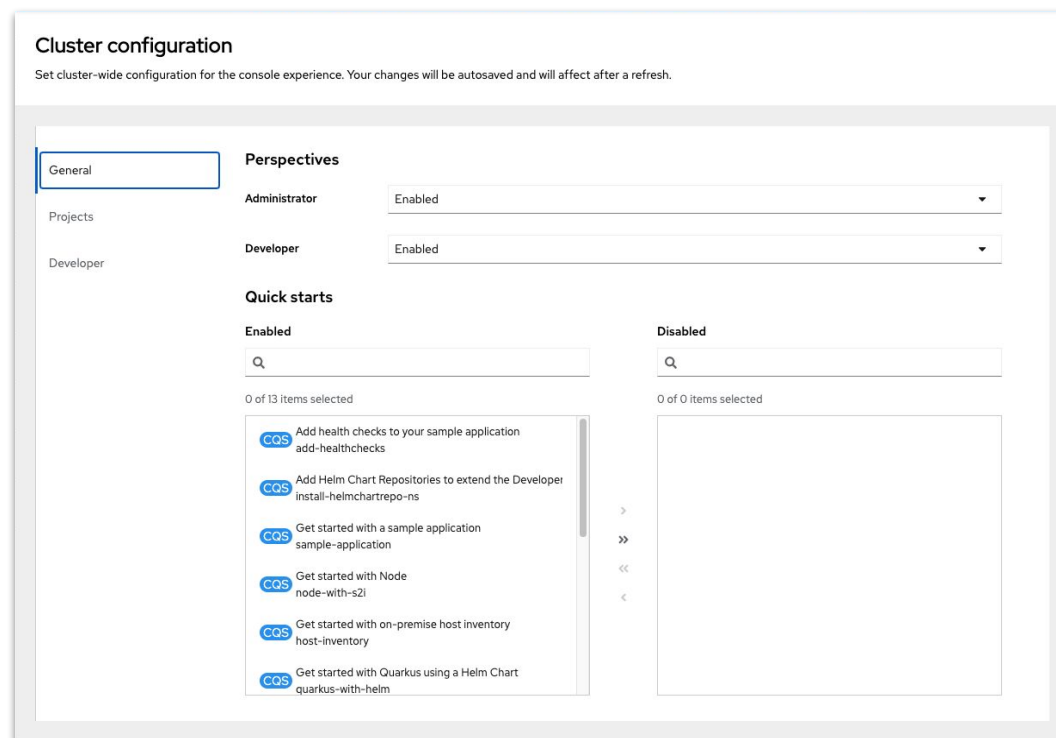 Cluster configuration
Set cluster-wide configuration for the console experience. Your changes will be autosaved and will affect after a refresh.
General
Projects
Developer
Perspectives
Administrator
Enabled
Developer
Enabled
Quick starts
Enabled
0 of 13 items selected
CQS
Add health checks to your sample application
add-healthchecks
CQS
Add Helm Chart Repositories to extend the Developer
install-helmchartrepo-ns
CQS
Get started with a sample application
sample-application
CQS
Get started with Node
node-with-s2i
CQS
Get started with on-premise host inventory
host-inventory
CQS
Get started with Quarkus using a Helm Chart
quarkus-with-helm
Disabled
0 of 0 items selected